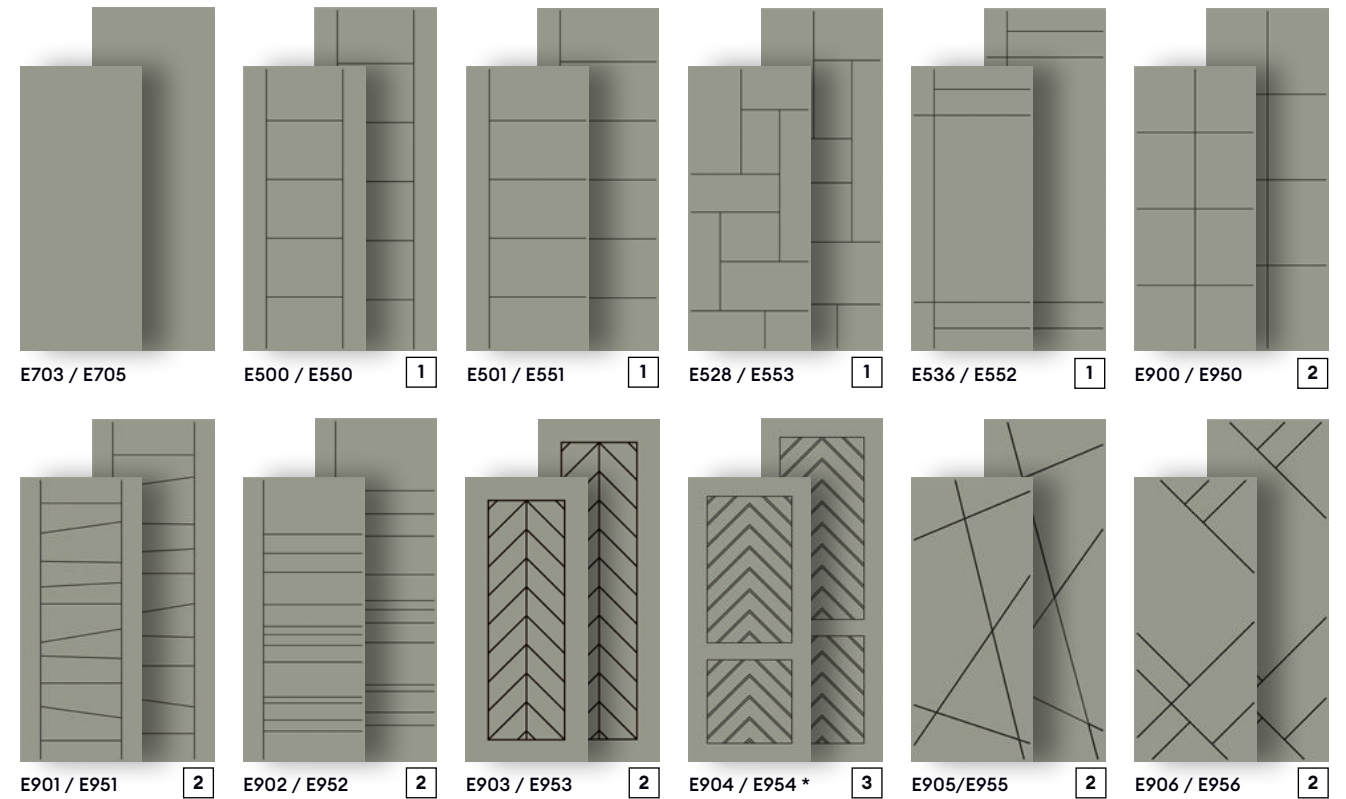 E703 / E705
E500 / E550 1
E501 / E551 1
E528 / E553 1
E536 / E552 1
E900 / E950 2
E901 / E951 2
E902 / E952 2
E903 / E953 2
E904 / E954 * 3
E905/E955 2
E906 / E956 2